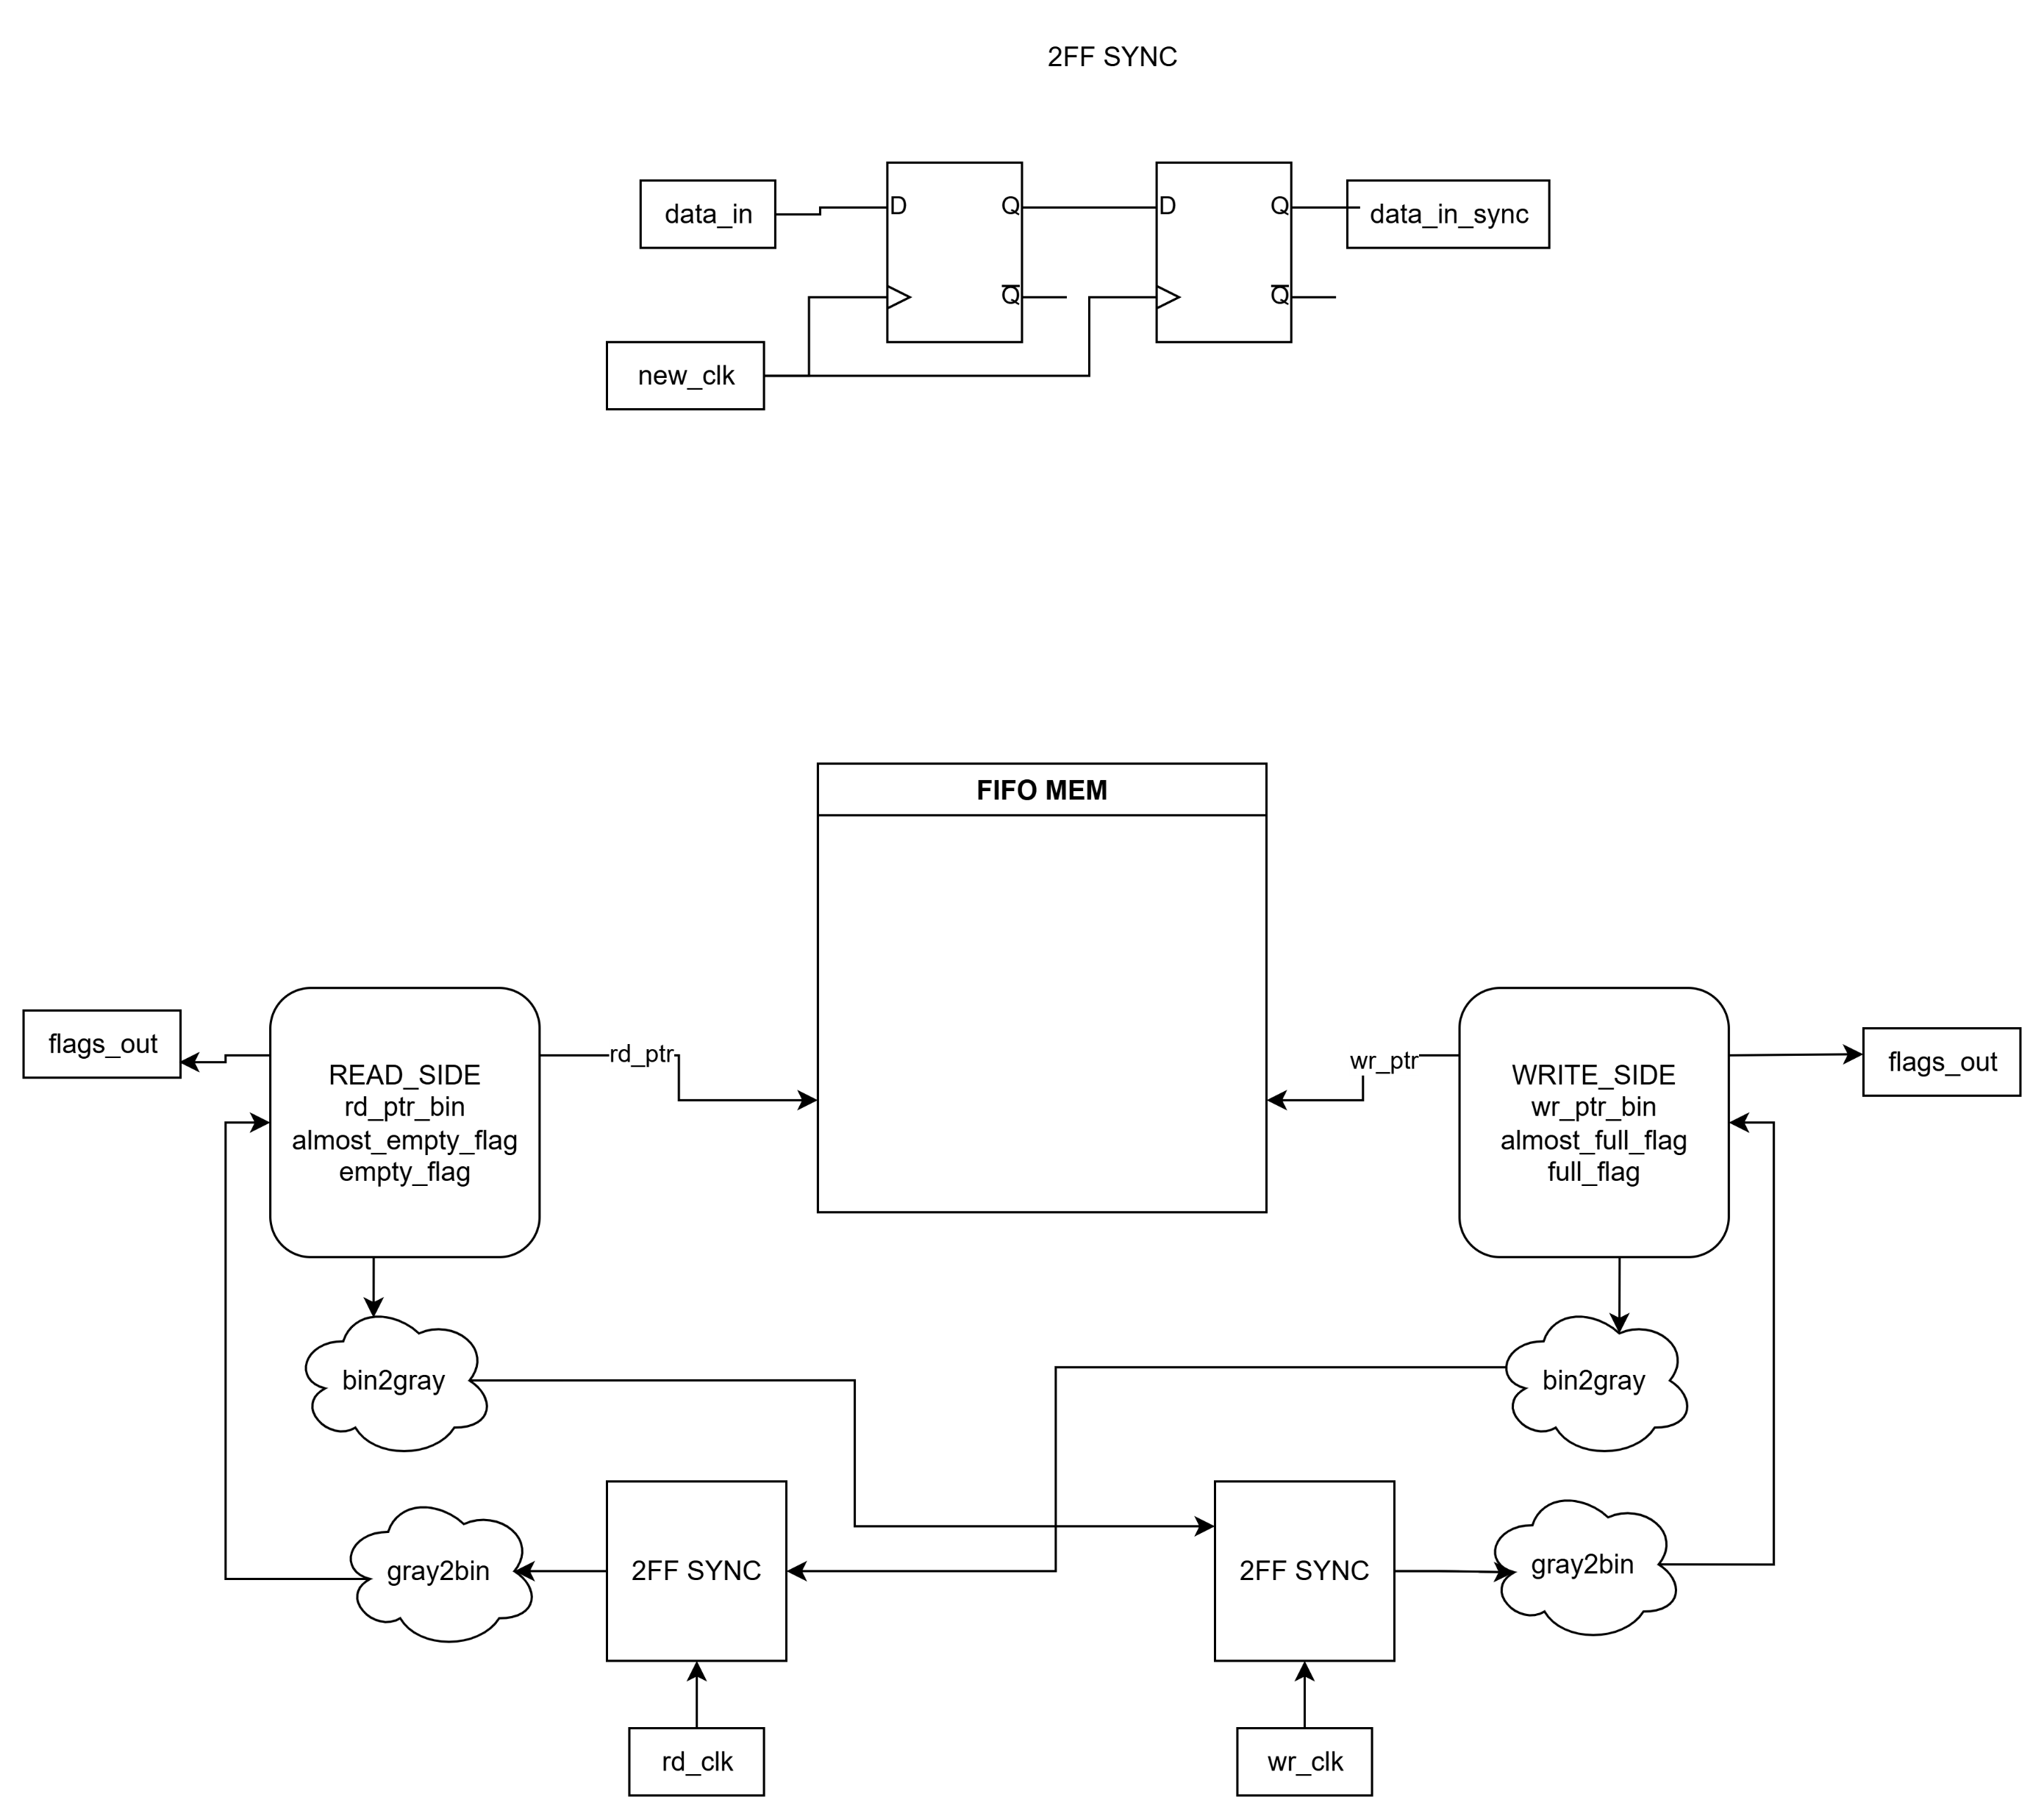 2FF SYNC
data_in
D
Q
D
Q
data_in_sync
Q
Q
new_clk
FIFO MEM
flags_out
READ_SIDE
rd_ptr_bin
almost_empty_flag
empty_flag
rd_ptr
wr_ptr
WRITE_SIDE
wr_ptr_bin
almost_full_flag
full_flag
flags_out
bin2gray
bin2gray
gray2bin
2FF SYNC
2FF SYNC
gray2bin
rd_clk
wr_clk